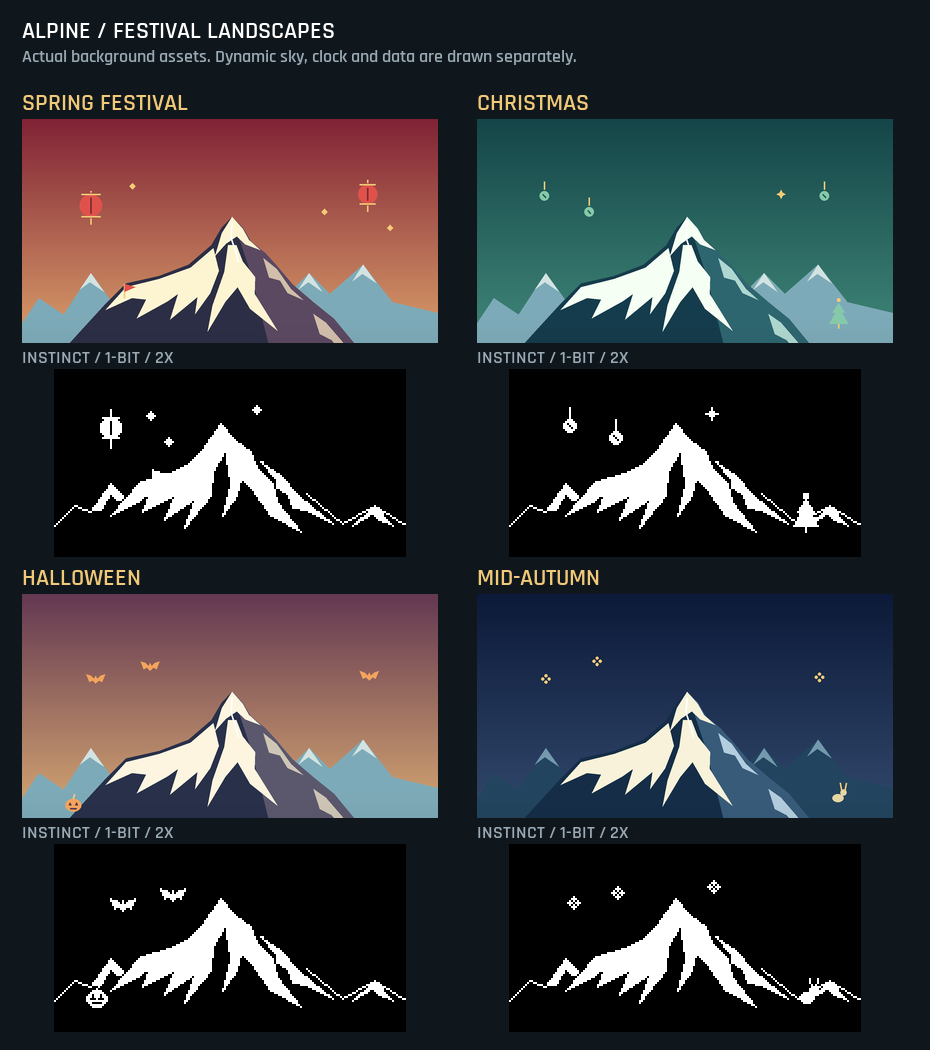 ALPINE / FESTIVAL LANDSCAPES
Actual background assets. Dynamic sky, clock and data are drawn separately.
SPRING FESTIVAL
CHRISTMAS
INSTINCT / 1-BIT / 2X
INSTINCT / 1-BIT / 2X
HALLOWEEN
MID-AUTUMN
INSTINCT / 1-BIT / 2X
INSTINCT / 1-BIT / 2X